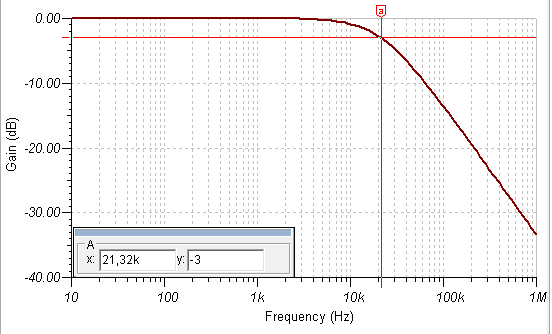 a
0.00
-10.00
-20.00
-30.00
-40.00
Gain (dB)
A
x: 21,32k y: -3
10 100 1k 10k 100k 1M
Frequency (Hz)